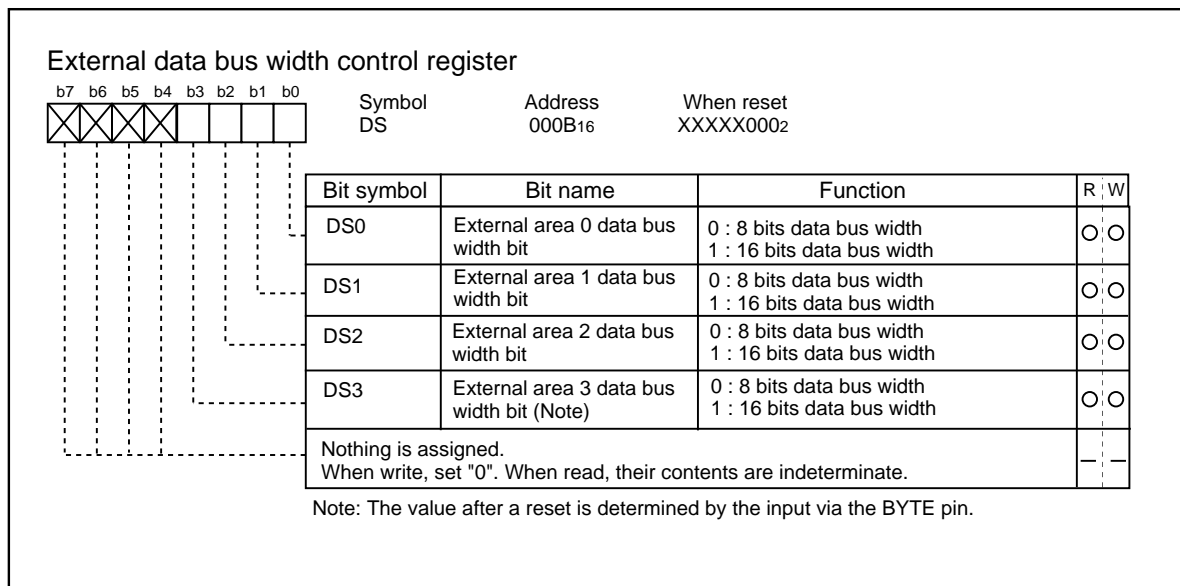 External data bus width control register
b7 b6 b5 b4 b3 b2 b1 b0
Symbol Address When reset
DS 000B16 XXXXX0002
Bit symbol Bit name Function R W
DS0 External area 0 data bus width bit 0 : 8 bits data bus width
1 : 16 bits data bus width
DS1 External area 1 data bus width bit 0 : 8 bits data bus width
1 : 16 bits data bus width
DS2 External area 2 data bus width bit 0 : 8 bits data bus width
1 : 16 bits data bus width
DS3 External area 3 data bus width bit (Note) 0 : 8 bits data bus width
1 : 16 bits data bus width
Nothing is assigned.
When write, set "0". When read, their contents are indeterminate.
Note: The value after a reset is determined by the input via the BYTE pin.